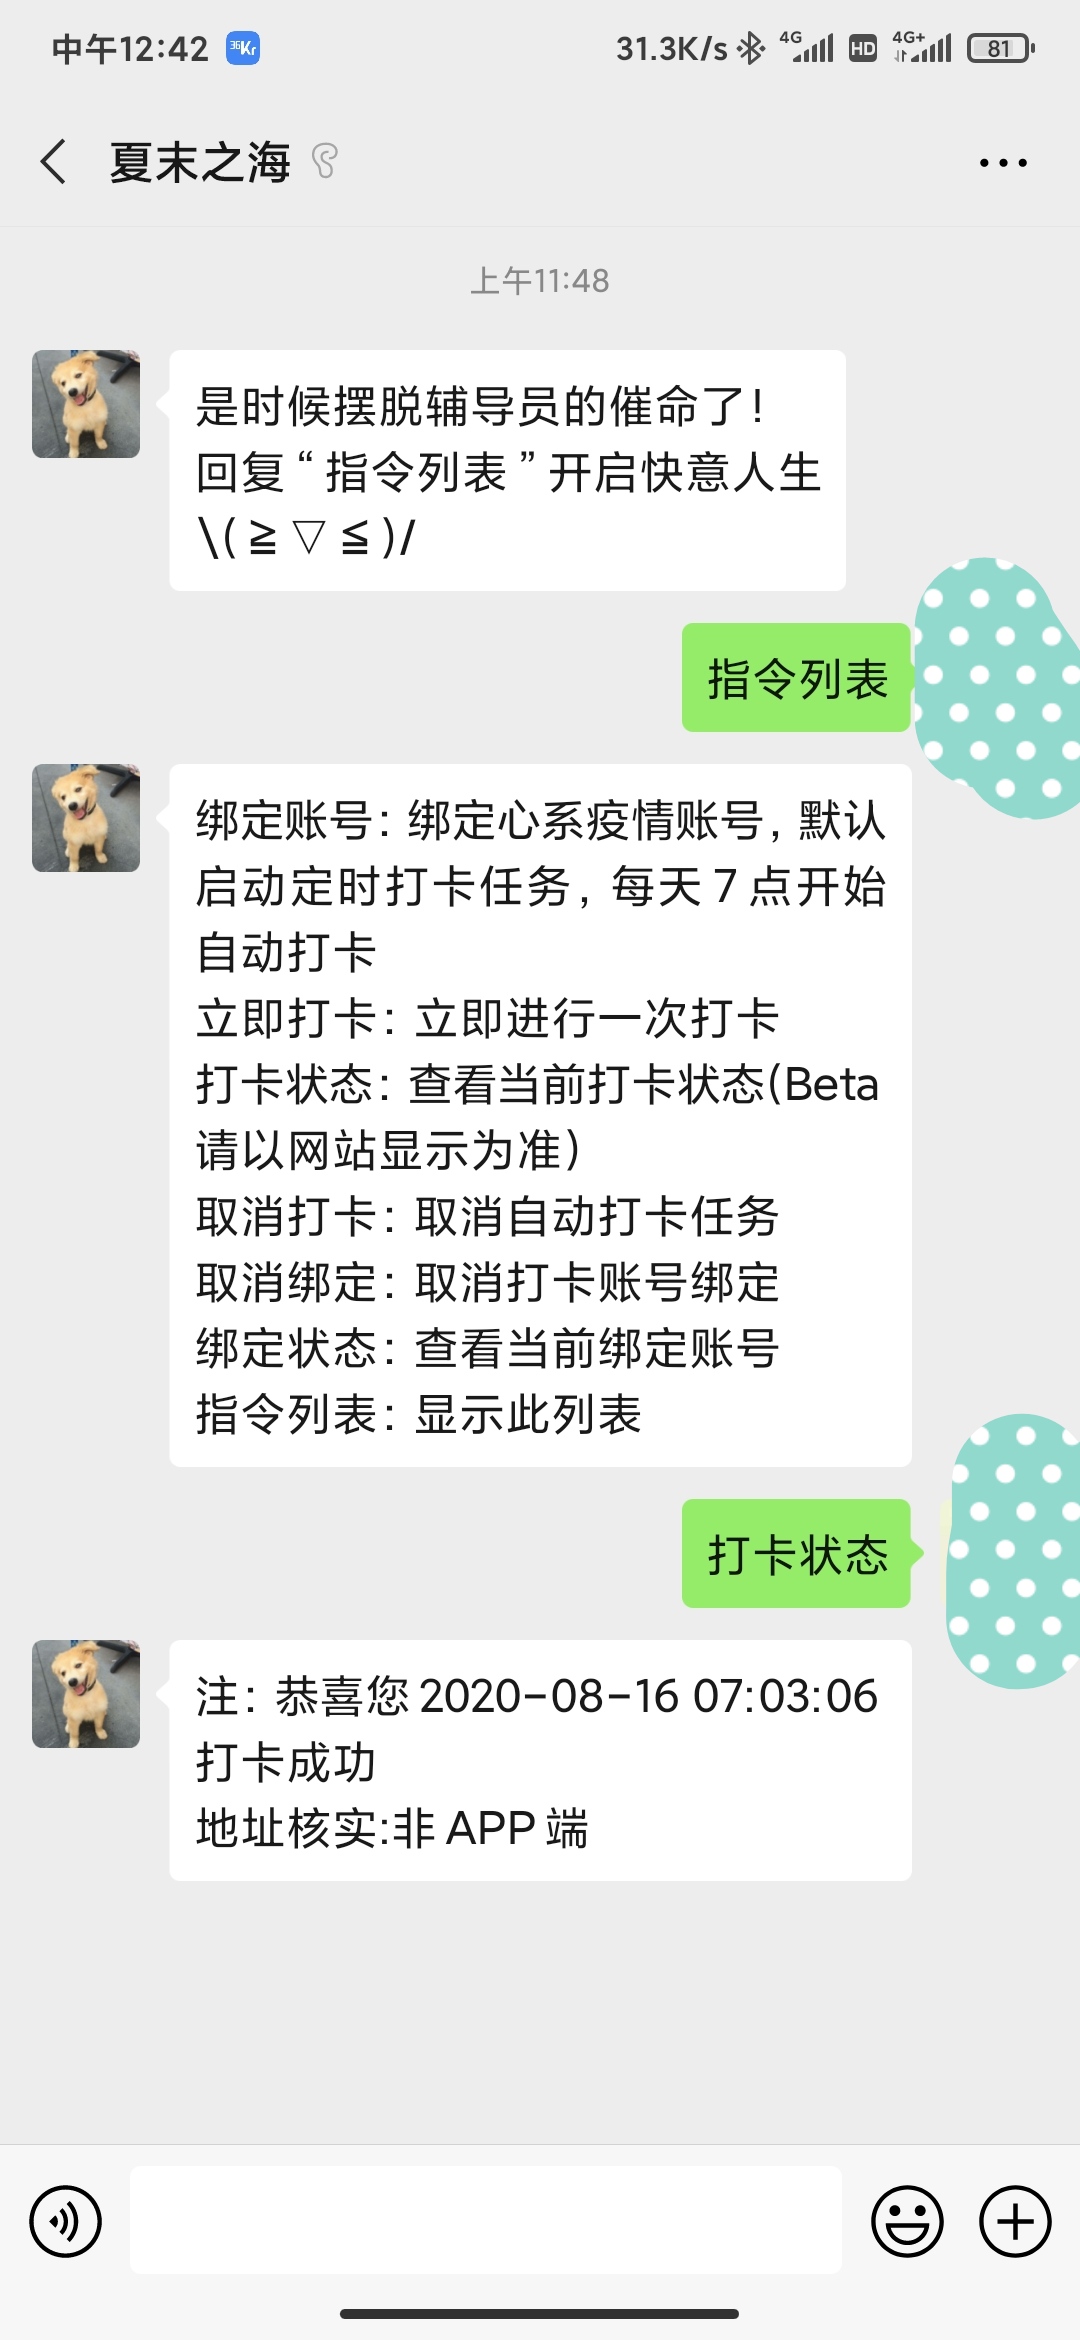 中午12:42 36Kr 31.3K/s 4G HD 4G+ 81
夏末之海
上午11:48
是时候摆脱辅导员的催命了!
回复“指令列表”开启快意人生
\(≧▽≦)/
指令列表
绑定账号: 绑定心系疫情账号, 默认
启动定时打卡任务, 每天7点开始
自动打卡
立即打卡: 立即进行一次打卡
打卡状态: 查看当前打卡状态(Beta
请以网站显示为准)
取消打卡: 取消自动打卡任务
取消绑定: 取消打卡账号绑定
绑定状态: 查看当前绑定账号
指令列表: 显示此列表
打卡状态
注: 恭喜您2020-08-16 07:03:06
打卡成功
地址核实:非APP端